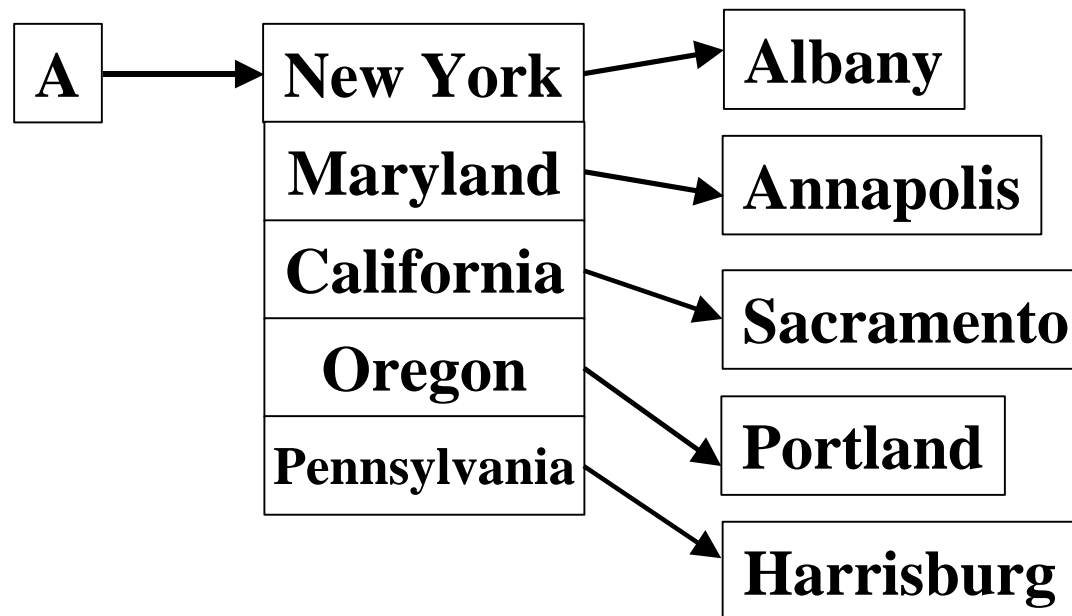 A
New York
Albany
Maryland
Annapolis
California
Sacramento
Oregon
Portland
Pennsylvania
Harrisburg